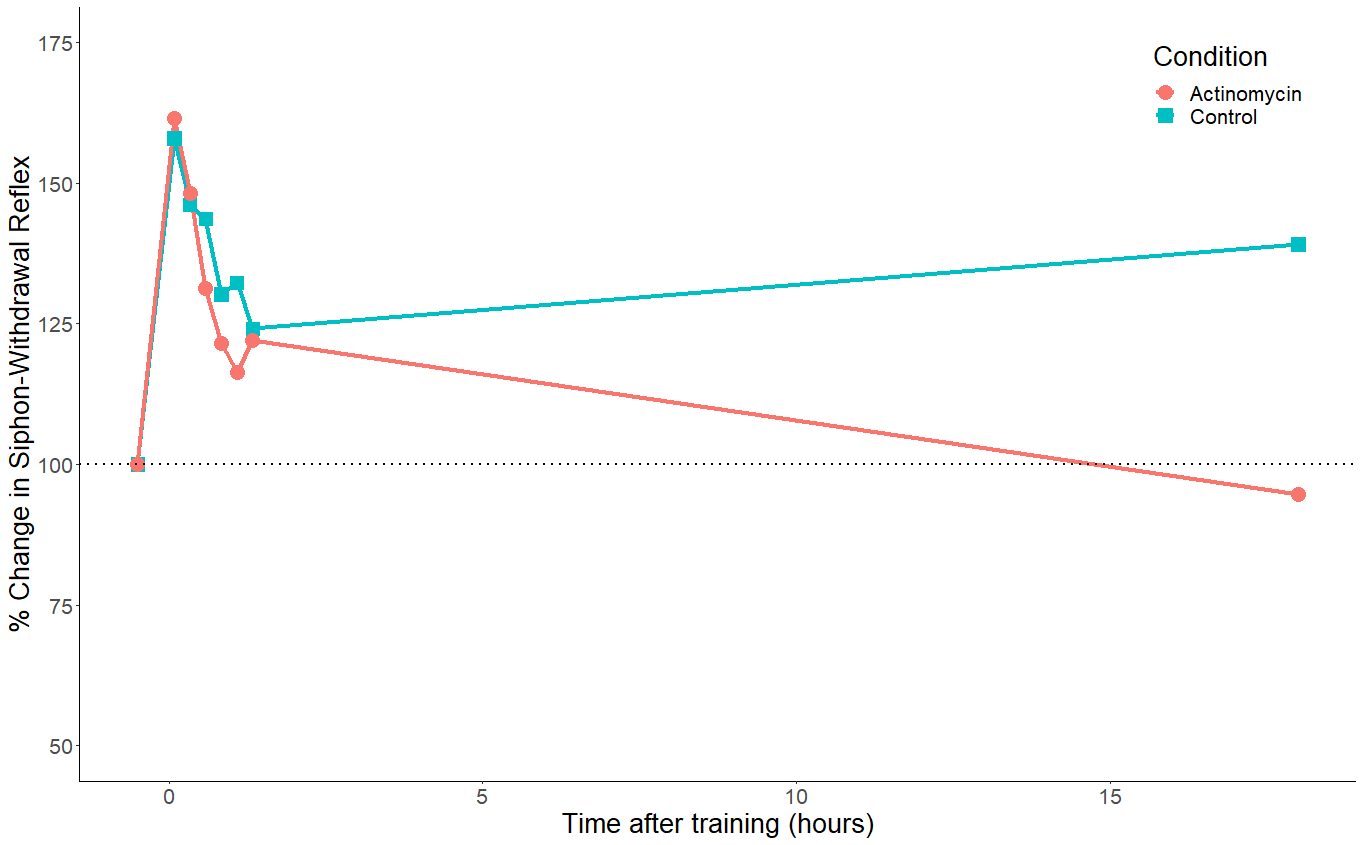 Condition
Actinomycin
Control
% Change in Siphon-Withdrawal Reflex
175
150
125
100
75
50
0
5
10
15
Time after training (hours)